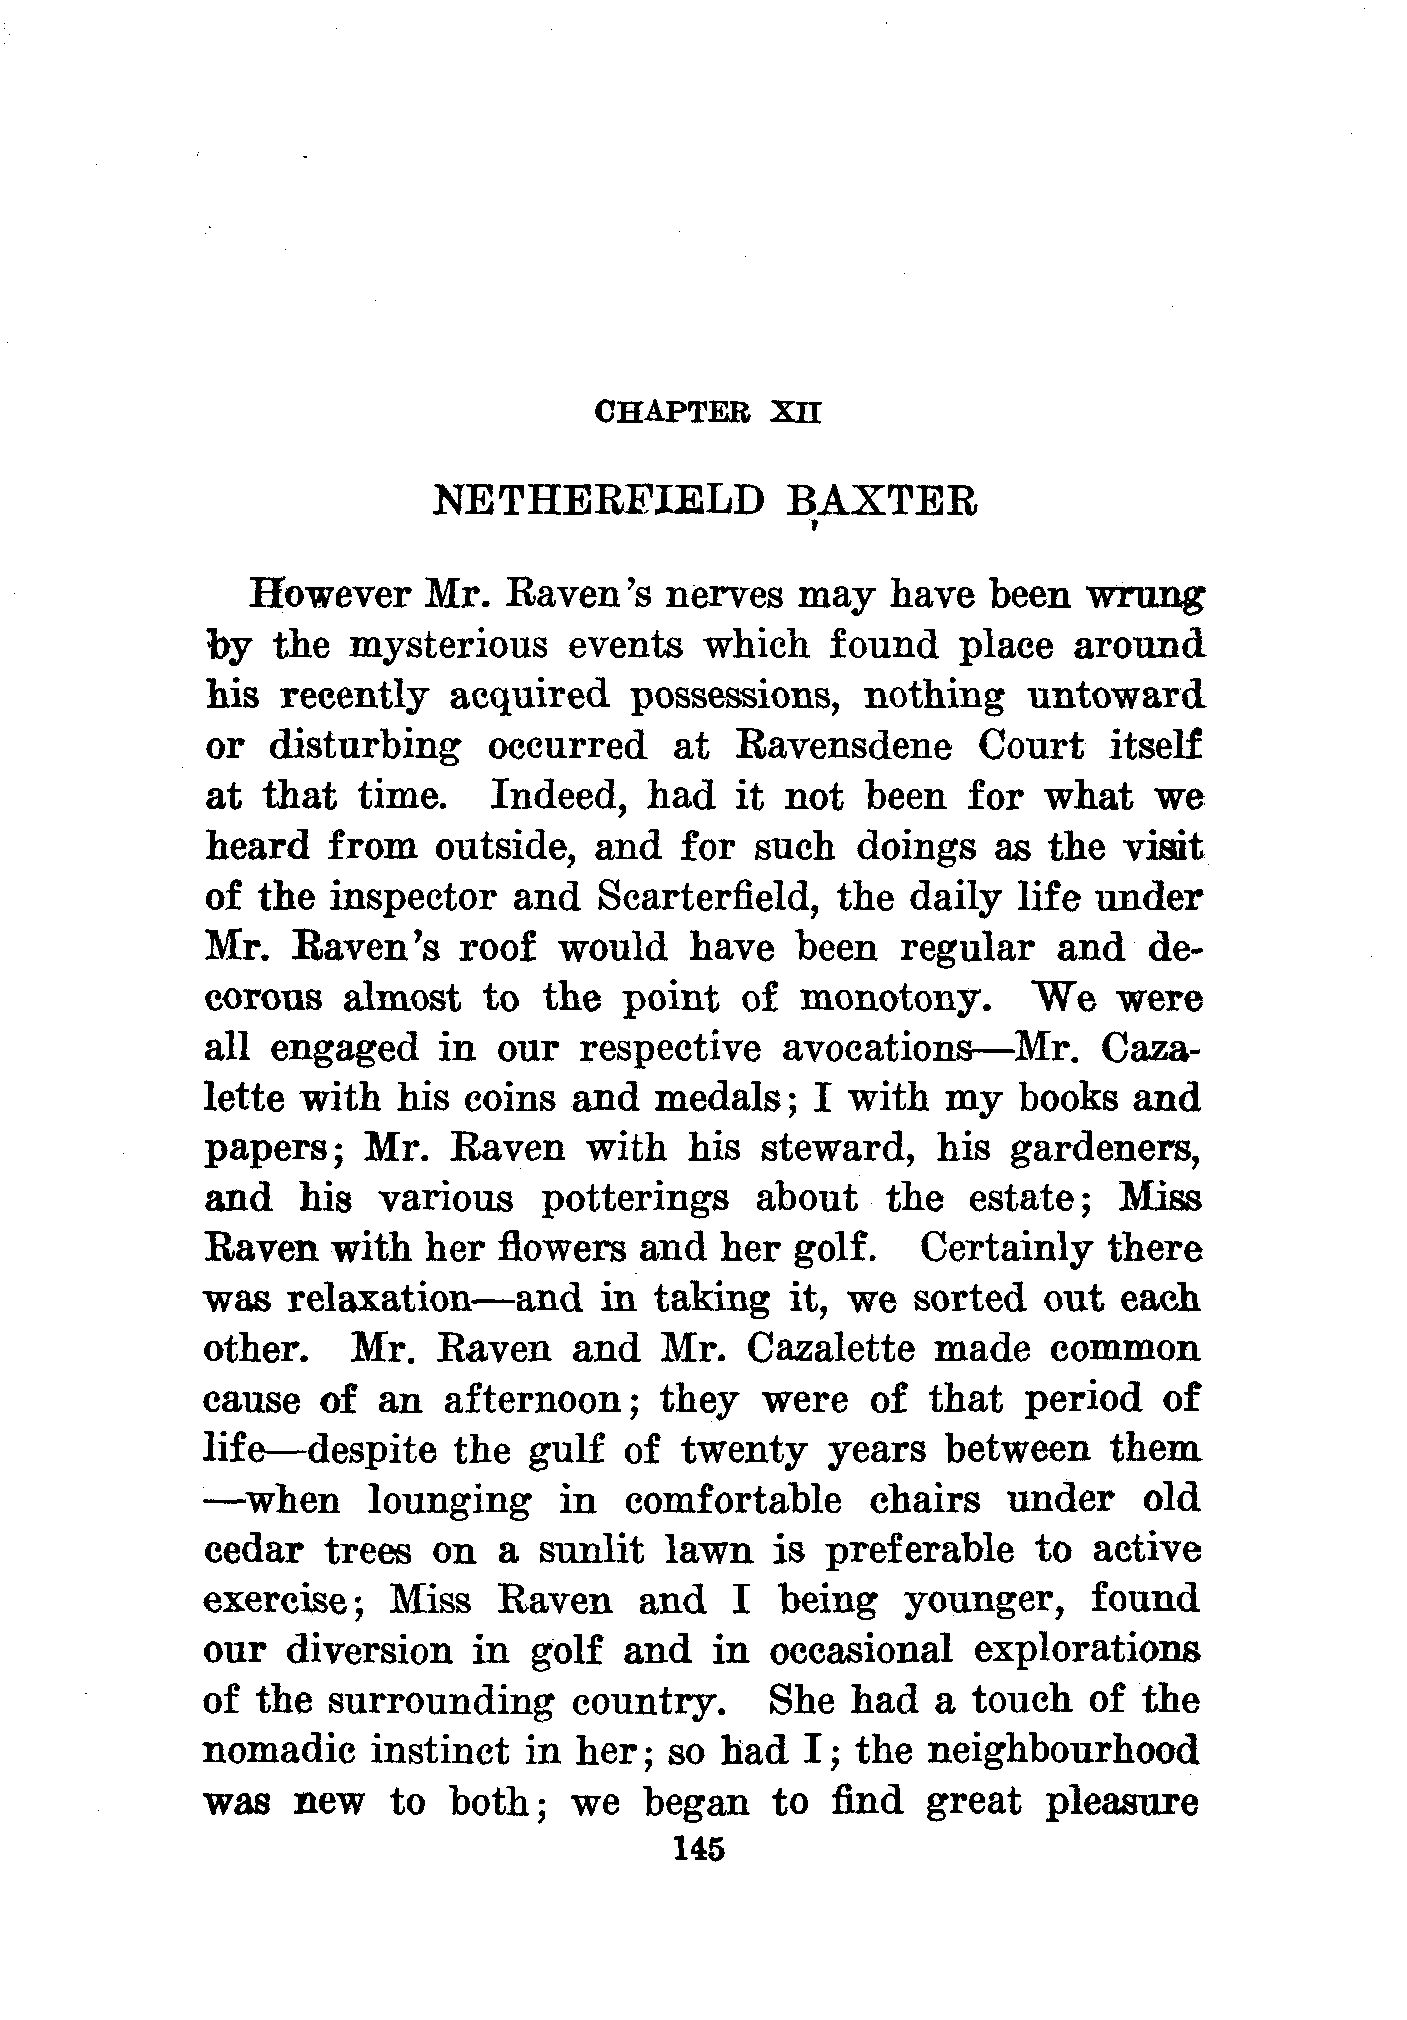 CHAPTER XII
NETHERFIELD BAXTER
However Mr. Raven's nerves may have been wrung
by the mysterious events which found place around
his recently acquired possessions, nothing untoward
or disturbing occurred at Ravensdene Court itself
at that time. Indeed, had it not been for what we
heard from outside, and for such doings as the visit
of the inspector and Scarterfield, the daily life under
Mr. Raven's roof would have been regular and de-
corous almost to the point of monotony. We were
all engaged in our respective avocations—Mr. Caza-
lette with his coins and medals; I with my books and
papers; Mr. Raven with his steward, his gardeners,
and his various potterings about the estate; Miss
Raven with her flowers and her golf. Certainly there
was relaxation—and in taking it, we sorted out each
other. Mr. Raven and Mr. Cazalette made common
cause of an afternoon; they were of that period of
life—despite the gulf of twenty years between them
—when lounging in comfortable chairs under old
cedar trees on a sunlit lawn is preferable to active
exercise; Miss Raven and I being younger, found
our diversion in golf and in occasional explorations
of the surrounding country. She had a touch of the
nomadic instinct in her; so had I; the neighbourhood
was new to both; we began to find great pleasure
145